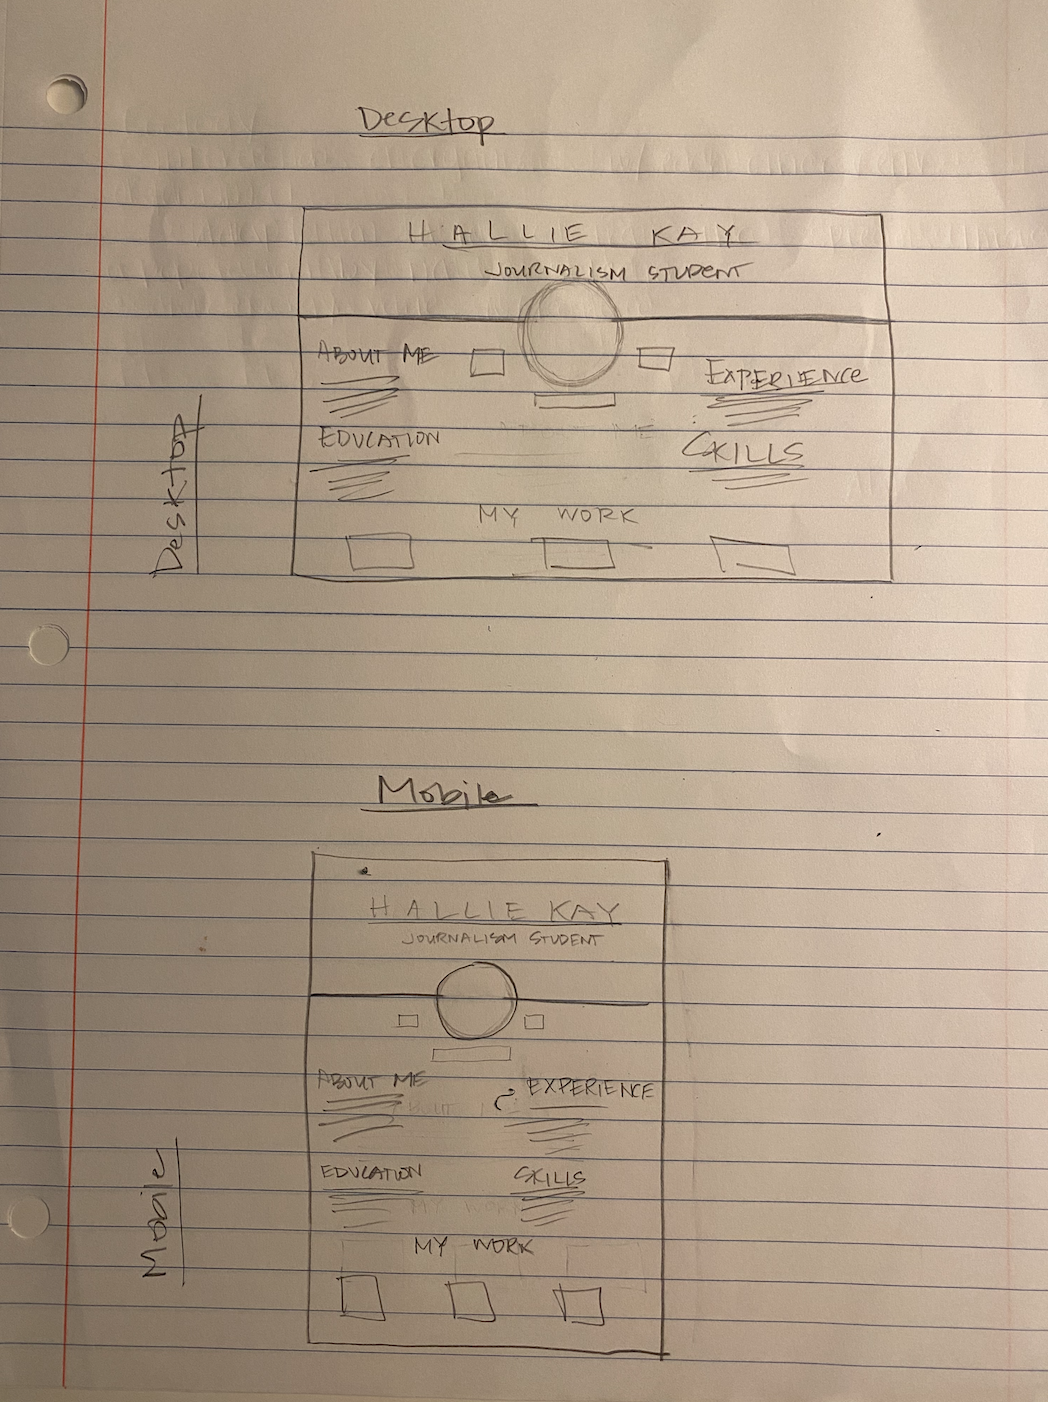 Desktop
HALLIE KAY
JOURNALISM STUDENT
ABOUT ME
EXPERIENCE
EDUCATION
SKILLS
MY WORK
Desktop
Mobile
HALLIE KAY
JOURNALISM STUDENT
ABOUT ME
EXPERIENCE
EDUCATION
SKILLS
MY WORK
Mobile